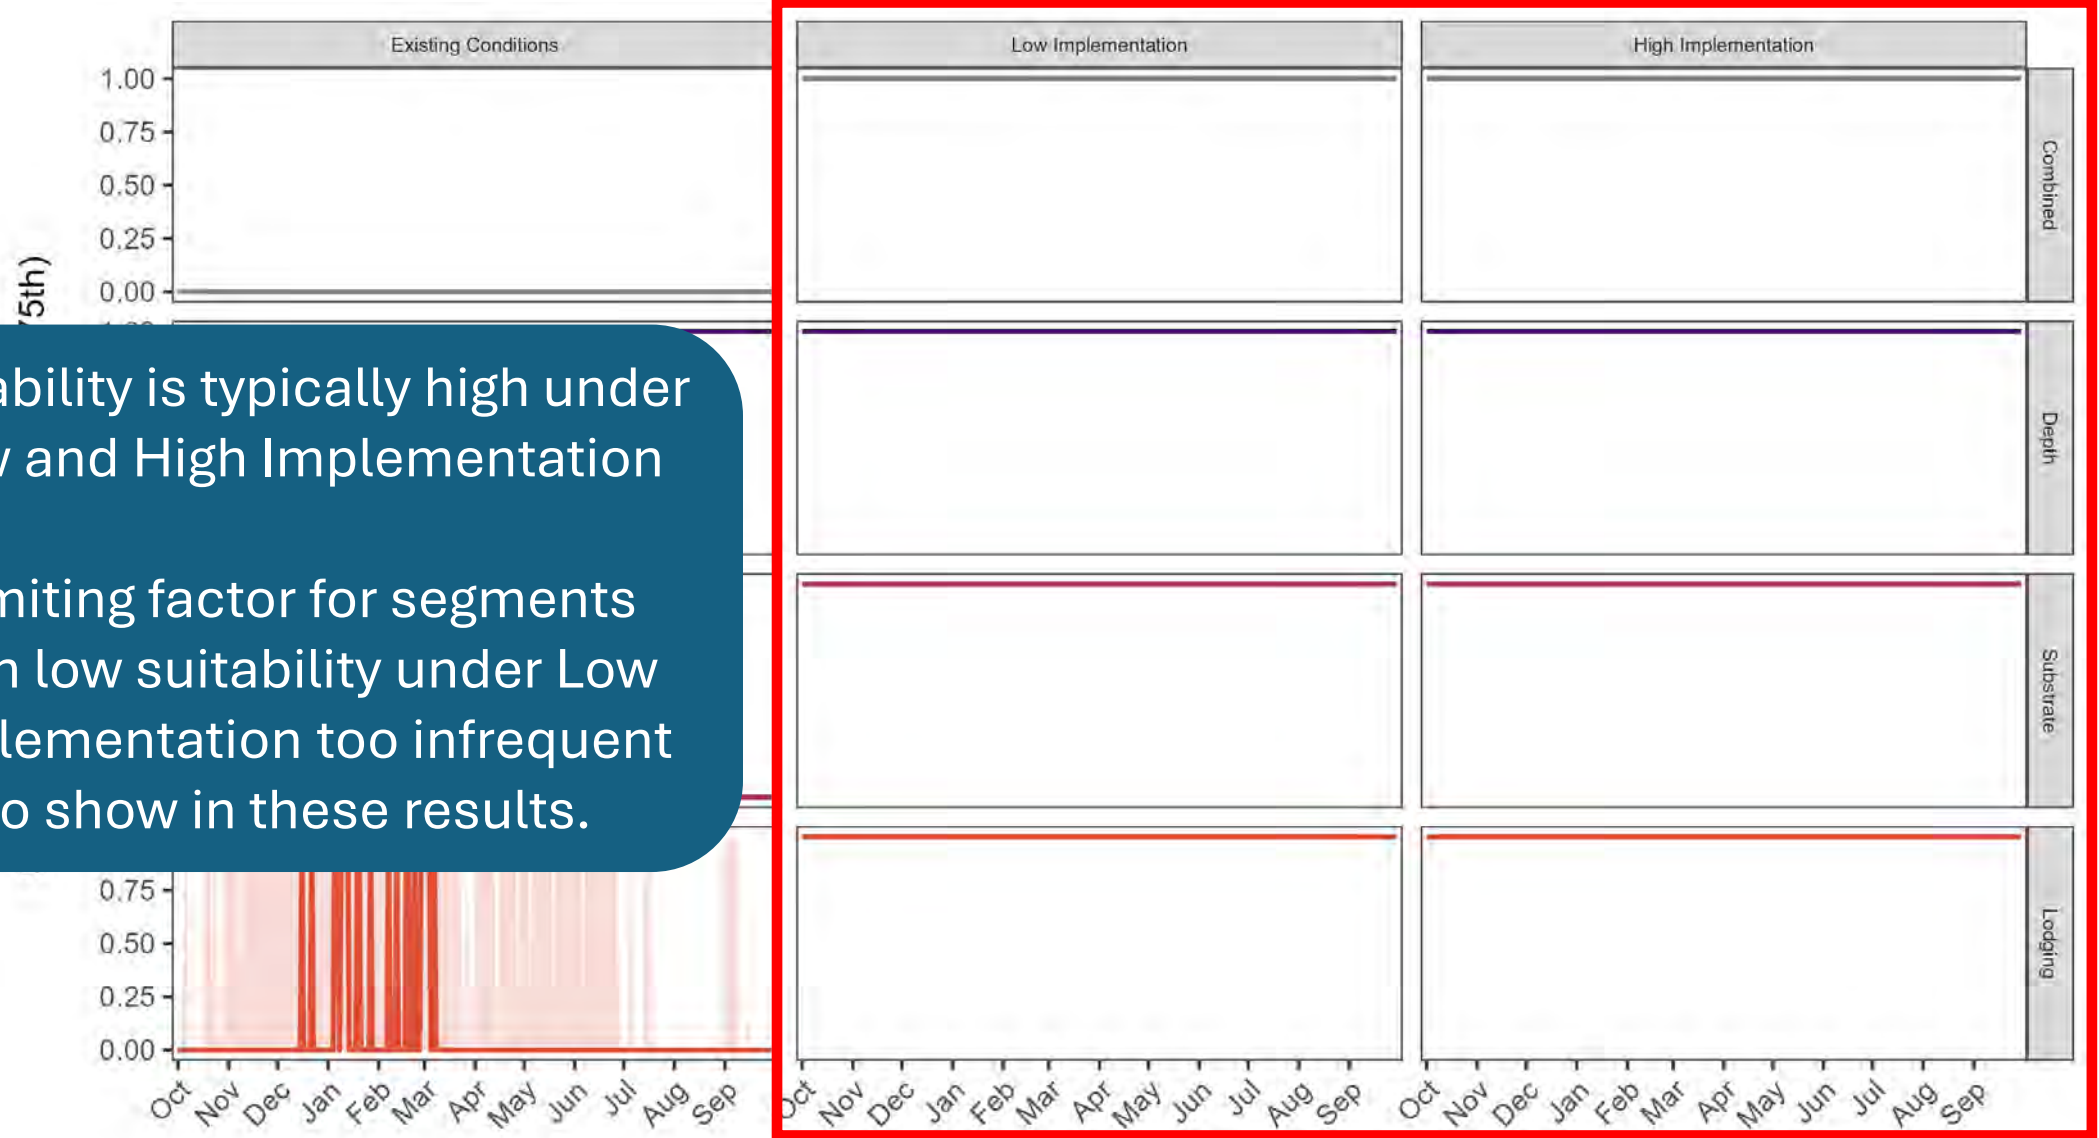 Existing Conditions Low Implementation High Implementation
1.00
0.75
0.50
0.25
0.00
Combined
75th)
Depth
ability is typically high under
w and High Implementation
miting factor for segments
n low suitability under Low
lementation too infrequent
o show in these results.
Substrate
0.75
0.50
0.25
0.00
Lodging
Oct Nov Dec Jan Feb Mar Apr May Jun Jul Aug Sep Oct Nov Dec Jan Feb Mar Apr May Jun Jul Aug Sep Oct Nov Dec Jan Feb Mar Apr May Jun Jul Aug Sep